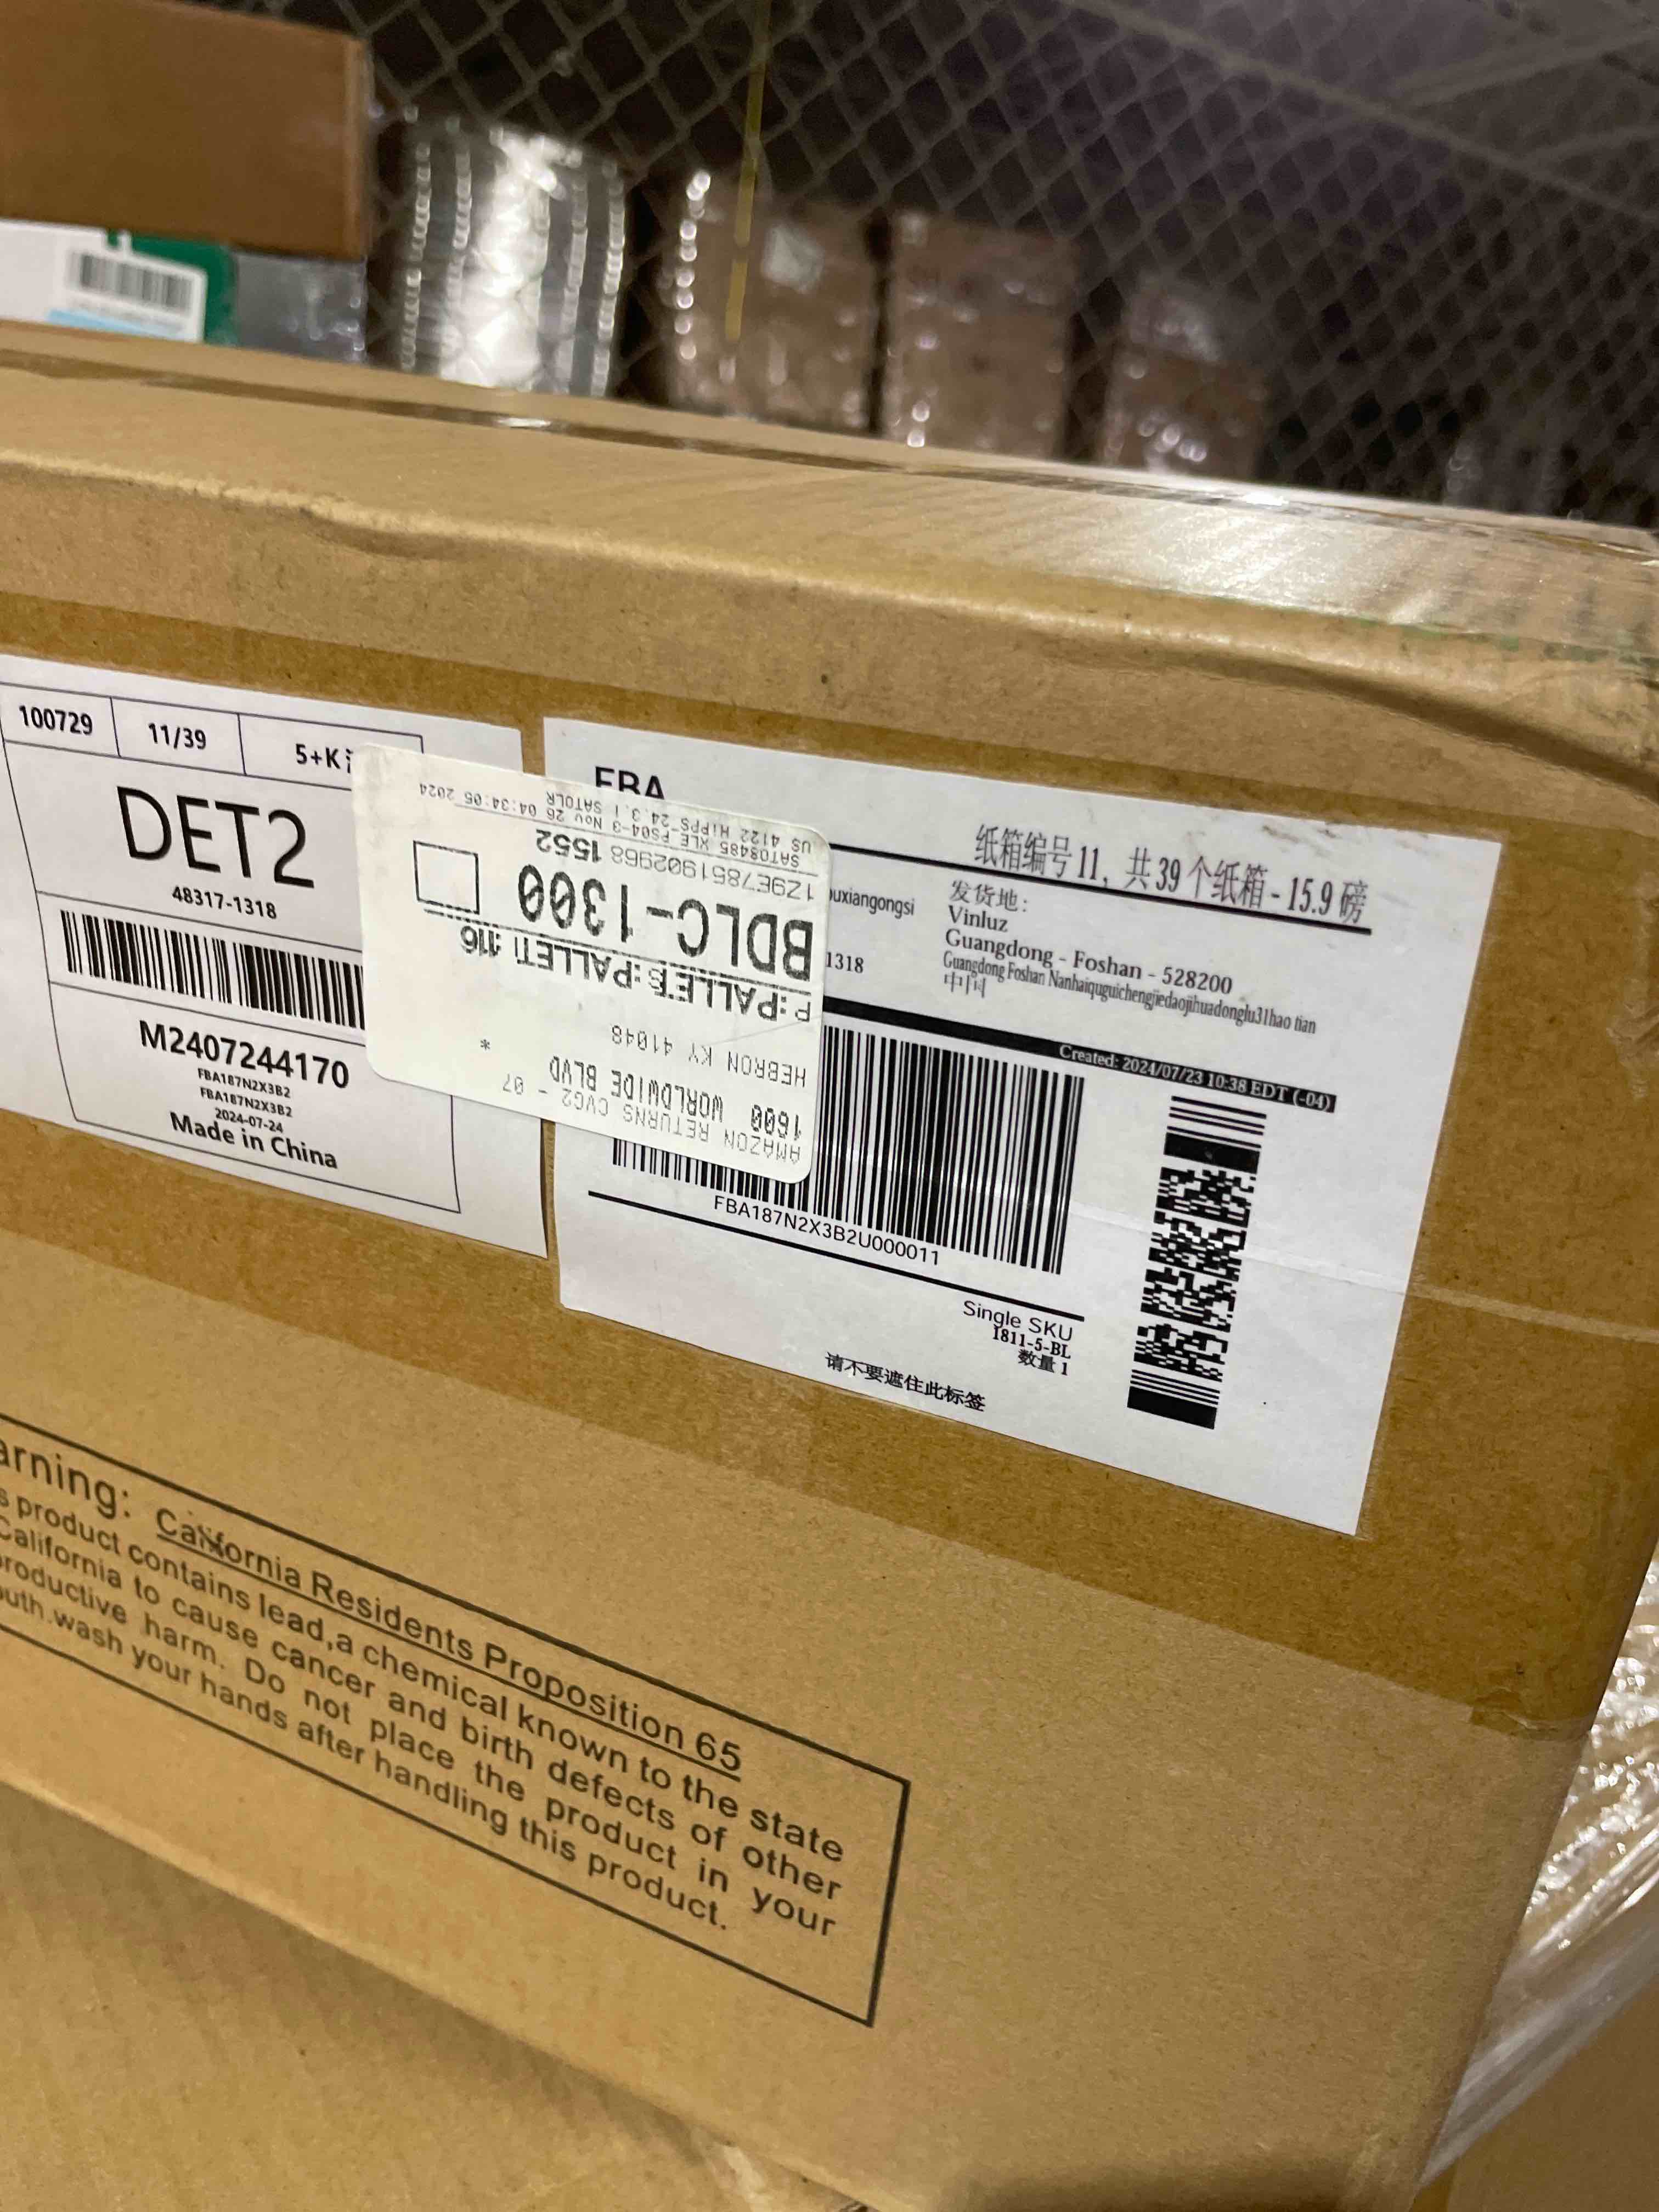 100729
11/39
5+K
DET2
48317-1318
M2407244170
FBA187N2X3B2
FBA187N2X3B2
2024-07-24
Made in China
AMAZON RETURNS CVG2 - 07
1600 WORLDWIDE BLVD
HEBRON KY 41048 *
BDLC-1300
1Z9E78519029681552
US 4122 HIPPS 24.3.1 SATOLR
SAT08485 XLE-PS04-3 Nov 26 04:34:05 2024
FBA
纸箱编号 11, 共 39 个纸箱 - 15.9 磅
uxiangongsi
1318
发货地:
Vinluz
Guangdong - Foshan - 528200
Guangdong Foshan Nanhaiquguichengjiedaojihuadonglu31hao tian
中国
Created: 2024/07/23 10:38 EDT (-04)
FBA187N2X3B2U000011
Single SKU
I811-5-BL
数量 1
请不要遮住此标签
arning: California Residents Proposition 65
s product contains lead,a chemical known to the state
California to cause cancer and birth defects of other
roductive harm. Do not place the product in your
outh.wash your hands after handling this product.